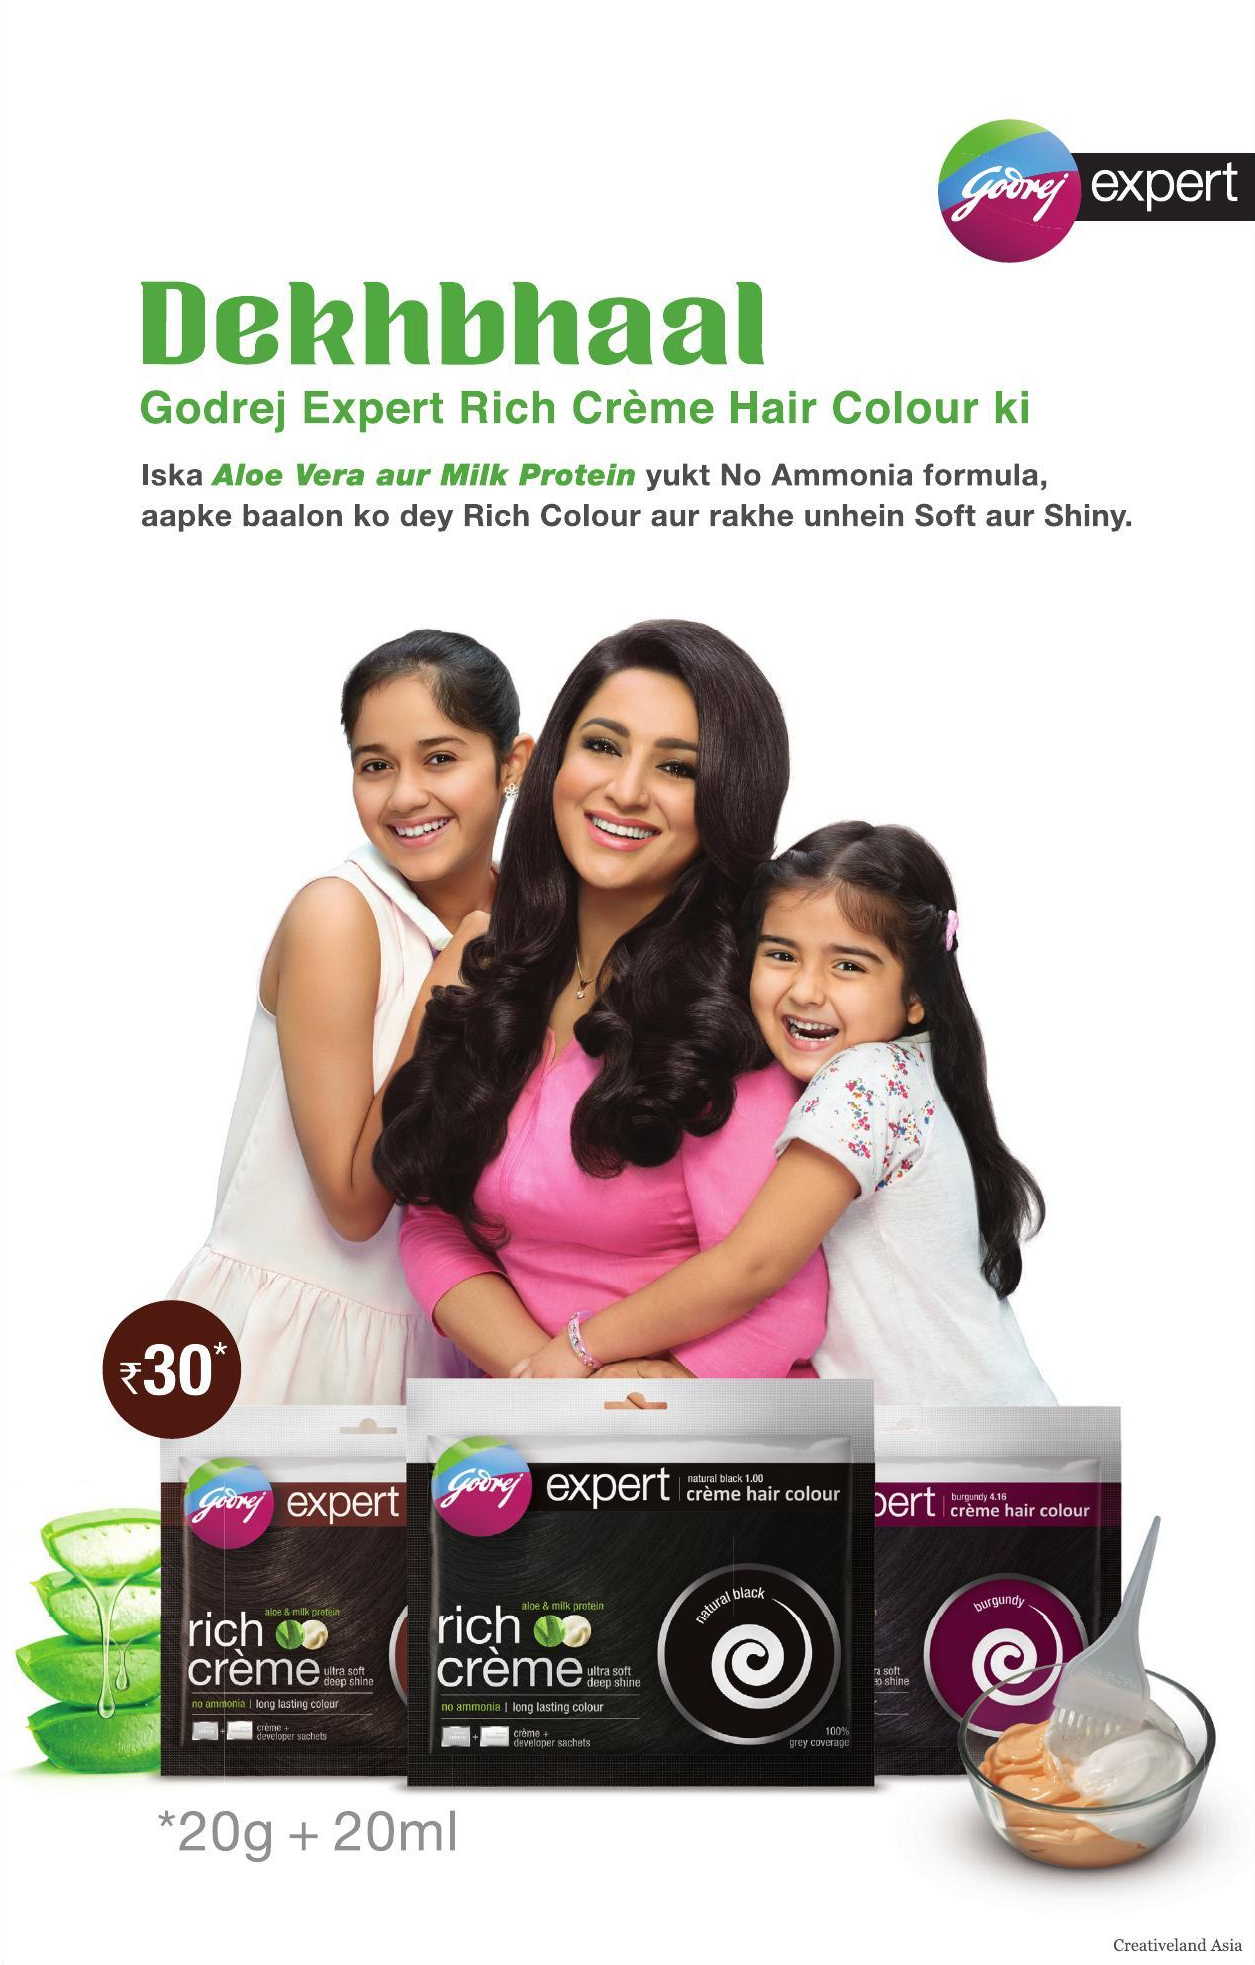 Godrej expert
Dekhbhaal
Godrej Expert Rich Crème Hair Colour ki
Iska Aloe Vera aur Milk Protein yukt No Ammonia formula,
aapke baalon ko dey Rich Colour aur rakhe unhein Soft aur Shiny.
₹30*
Godrej expert
aloe & milk protein
rich
crème
ultra soft
deep shine
no ammonia | long lasting colour
crème +
developer sachets
Godrej expert
natural black 1.00
crème hair colour
natural black
aloe & milk protein
rich
crème
ultra soft
deep shine
no ammonia | long lasting colour
crème +
developer sachets
100%
grey coverage
pert
burgundy 4.16
crème hair colour
burgundy
soft
shine
*20g + 20ml
Creativeland Asia